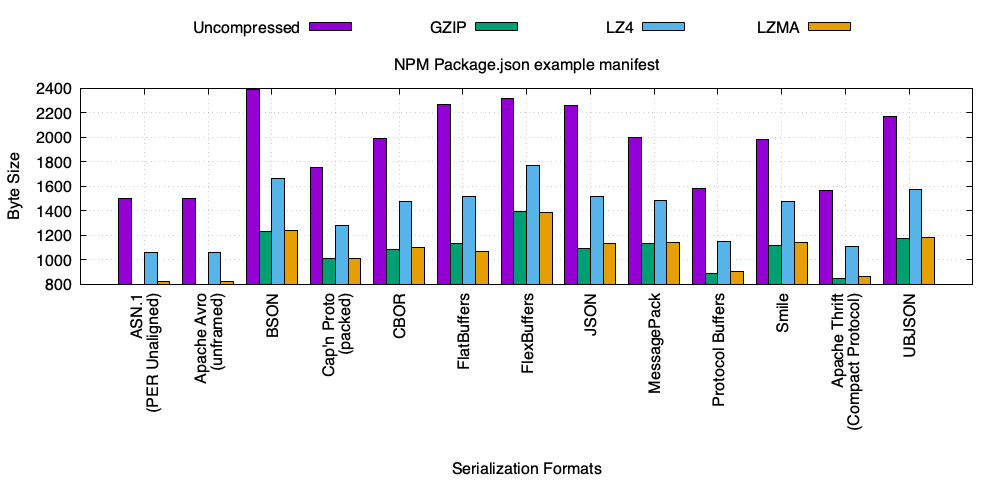 Uncompressed GZIP LZ4 LZMA
NPM Package.json example manifest
Byte Size
2400
2200
2000
1800
1600
1400
1200
1000
800
ASN.1
(PER Unaligned)
Apache Avro
(unframed)
BSON
Cap'n Proto
(packed)
CBOR
FlatBuffers
FlexBuffers
JSON
MessagePack
Protocol Buffers
Smile
Apache Thrift
(Compact Protocol)
UBJSON
Serialization Formats